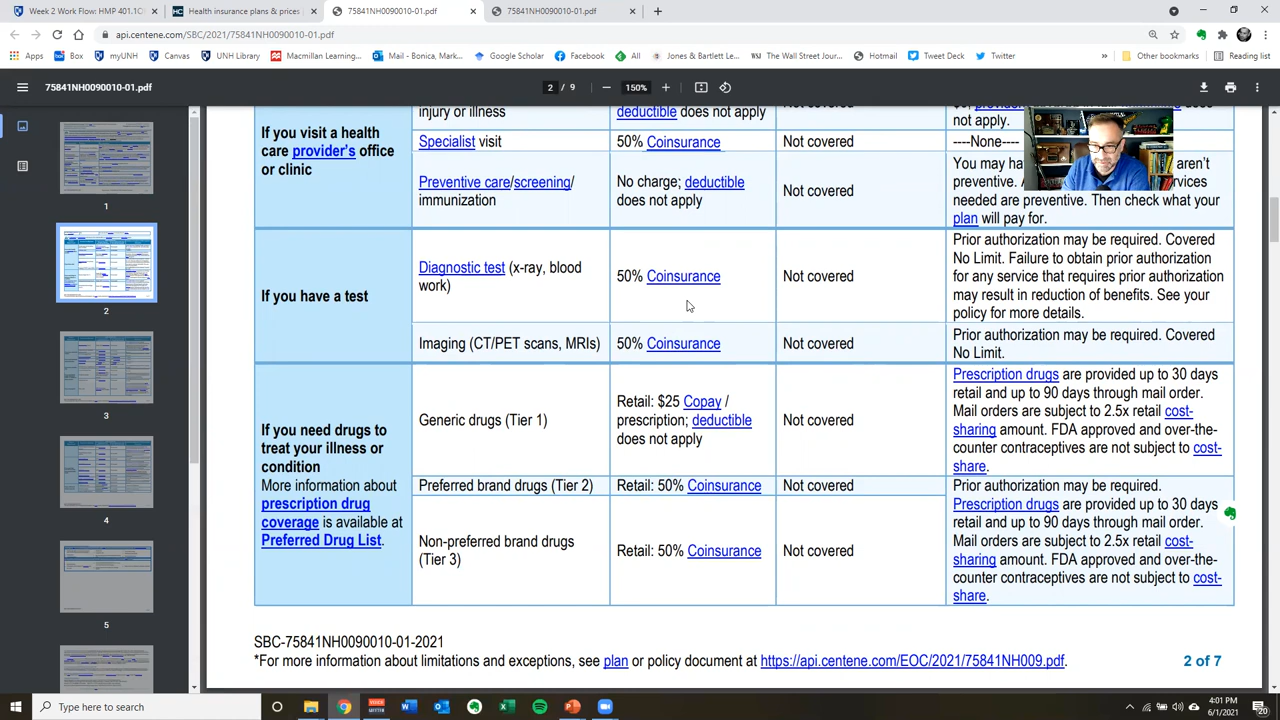 Week 2 Work Flow: HMP 401.1C
Health insurance plans & prices
75841NH0090010-01.pdf
75841NH0090010-01.pdf
api.centene.com/SBC/2021/75841NH0090010-01.pdf
Apps
Box
myUNH
Canvas
UNH Library
Macmillan Learning...
Mail - Bonica, Mark...
Google Scholar
Facebook
All
Jones & Bartlett Le...
The Wall Street Jour...
Hotmail
Tweet Deck
Zotero
Other bookmarks
Reading list
75841NH0090010-01.pdf
2 / 9
150%
1
2
3
4
5
If you visit a health
care provider's office
or clinic
injury or illness
deductible does not apply
Not covered
not apply.
Specialist visit
50% Coinsurance
Not covered
----None----
Preventive care/screening/
immunization
No charge; deductible
does not apply
Not covered
You may ha aren't
preventive. rvices
needed are preventive. Then check what your
plan will pay for.
If you have a test
Diagnostic test (x-ray, blood
work)
50% Coinsurance
Not covered
Prior authorization may be required. Covered
No Limit. Failure to obtain prior authorization
for any service that requires prior authorization
may result in reduction of benefits. See your
policy for more details.
Imaging (CT/PET scans, MRIs)
50% Coinsurance
Not covered
Prior authorization may be required. Covered
No Limit.
If you need drugs to
treat your illness or
condition
More information about
prescription drug
coverage is available at
Preferred Drug List.
Generic drugs (Tier 1)
Retail: $25 Copay /
prescription; deductible
does not apply
Not covered
Prescription drugs are provided up to 30 days
retail and up to 90 days through mail order.
Mail orders are subject to 2.5x retail cost-
sharing amount. FDA approved and over-the-
counter contraceptives are not subject to cost-
share.
Preferred brand drugs (Tier 2)
Retail: 50% Coinsurance
Not covered
Non-preferred brand drugs
(Tier 3)
Retail: 50% Coinsurance
Not covered
Prior authorization may be required.
Prescription drugs are provided up to 30 days
retail and up to 90 days through mail order.
Mail orders are subject to 2.5x retail cost-
sharing amount. FDA approved and over-the-
counter contraceptives are not subject to cost-
share.
SBC-75841NH0090010-01-2021
*For more information about limitations and exceptions, see plan or policy document at https://api.centene.com/EOC/2021/75841NH009.pdf.
2 of 7
Type here to search
4:01 PM
6/1/2021
20